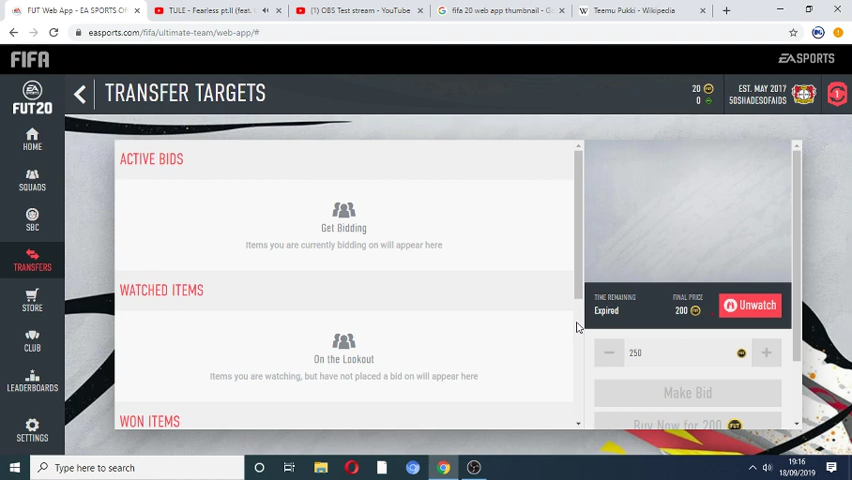 FUT Web App - EA SPORTS Of
TULE - Fearless pt.II (feat. C
(1) OBS Test stream - YouTube
fifa 20 web app thumbnail - Go
Teemu Pukki - Wikipedia
easports.com/fifa/ultimate-team/web-app/#
FIFA
EA SPORTS
FUT20
TRANSFER TARGETS
20
0
EST. MAY 2017
50SHADESOFAIDS
1
HOME
SQUADS
SBC
TRANSFERS
STORE
CLUB
LEADERBOARDS
SETTINGS
ACTIVE BIDS
Get Bidding
Items you are currently bidding on will appear here
WATCHED ITEMS
On the Lookout
Items you are watching, but have not placed a bid on will appear here
WON ITEMS
TIME REMAINING
Expired
FINAL PRICE
200
Unwatch
250
Make Bid
Buy Now for 200
Type here to search
19:16
18/09/2019